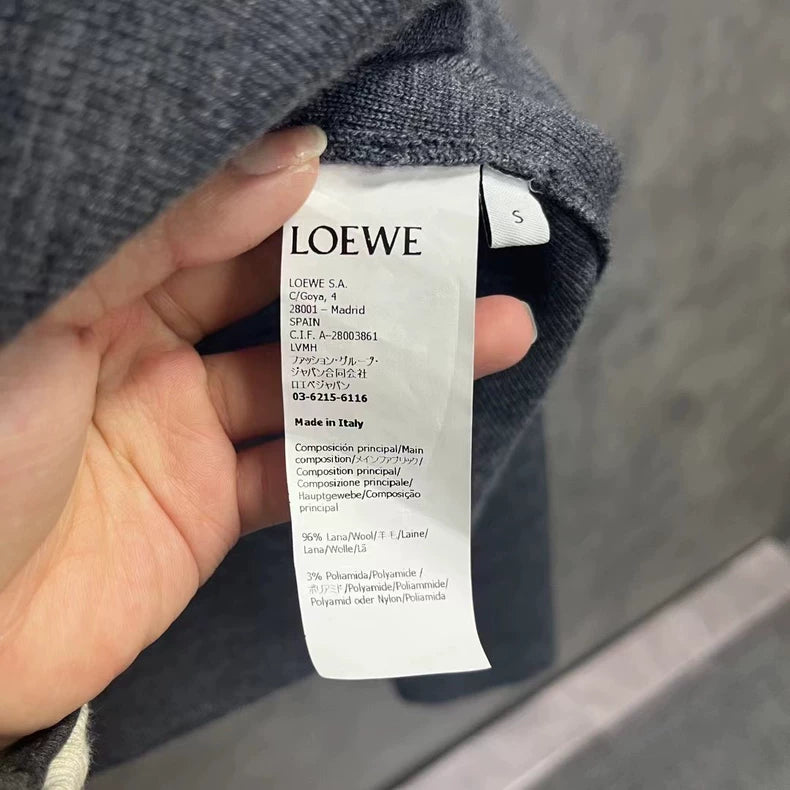 LOEWE
S
LOEWE S.A.
C/Goya, 4
28001 – Madrid
SPAIN
C.I.F. A-28003861
LVMH
ファッション・グループ・
ジャパン合同会社
ロエベジャパン
03-6215-6116
Made in Italy
Composición principal/Main
composition/メインファブリック/
Composition principal/
Composizione principale/
Hauptgewebe/Composição
principal
96% Lana/Wool/羊毛/Laine/
Lana/Wolle/Lã
3% Poliamida/Polyamide /
ポリアミド/Polyamide/Poliammide/
Polyamid oder Nylon/Poliamida